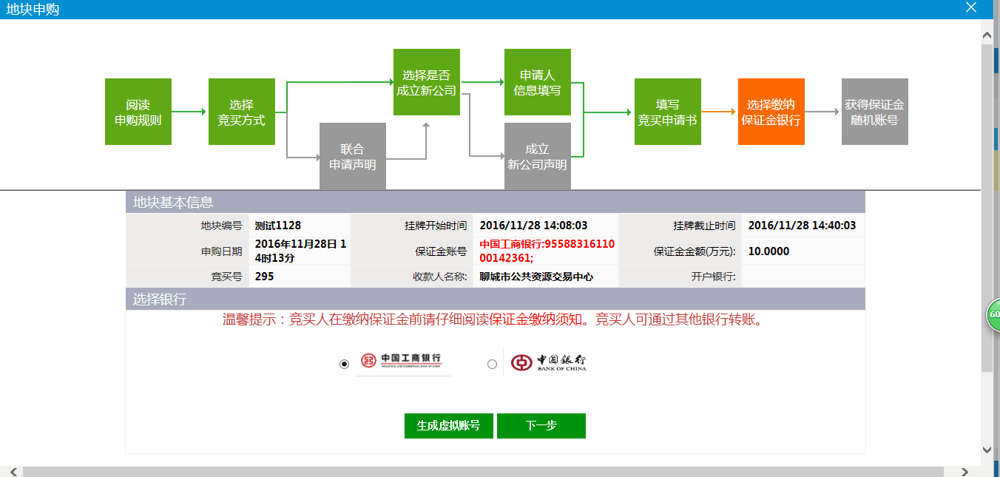 地块申购
阅读
申购规则
选择
竞买方式
联合
申请声明
选择是否
成立新公司
申请人
信息填写
成立
新公司声明
填写
竞买申请书
选择缴纳
保证金银行
获得保证金
随机账号
地块基本信息
地块编号 测试1128 挂牌开始时间 2016/11/28 14:08:03 挂牌截止时间 2016/11/28 14:40:03
申购日期 2016年11月28日 1
4时13分 保证金账号 中国工商银行:95588316110
00142361; 保证金金额(万元): 10.0000
竞买号 295 收款人名称: 聊城市公共资源交易中心 开户银行:
选择银行
温馨提示：竞买人在缴纳保证金前请仔细阅读保证金缴纳须知。竞买人可通过其他银行转账。
中国工商银行
INDUSTRIAL AND COMMERCIAL BANK OF CHINA
中国銀行
BANK OF CHINA
生成虚拟账号 下一步
60